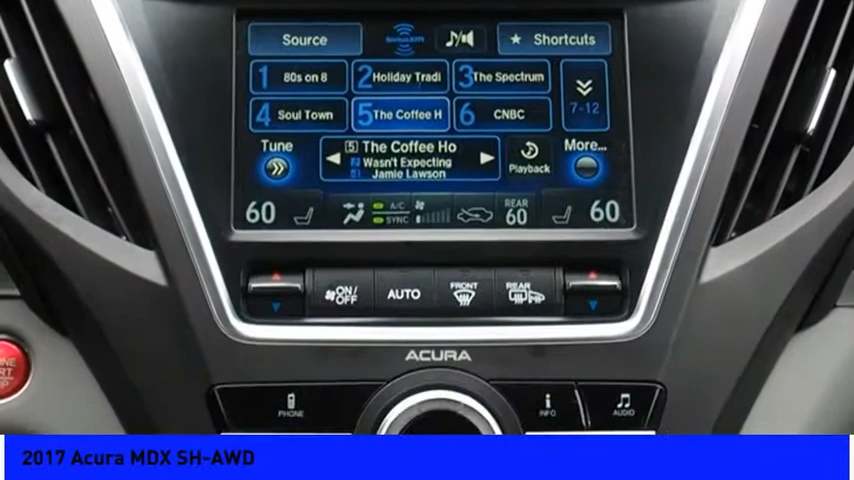 Source
SiriusXM
★ Shortcuts
1 80s on 8
2 Holiday Tradi
3 The Spectrum
7-12
4 Soul Town
5 The Coffee H
6 CNBC
Tune
5 The Coffee Ho
Wasn't Expecting
Jamie Lawson
Playback
More...
60
A/C
SYNC
REAR
60
60
ON/
OFF
AUTO
FRONT
REAR
ACURA
PHONE
INFO
AUDIO
2017 Acura MDX SH-AWD